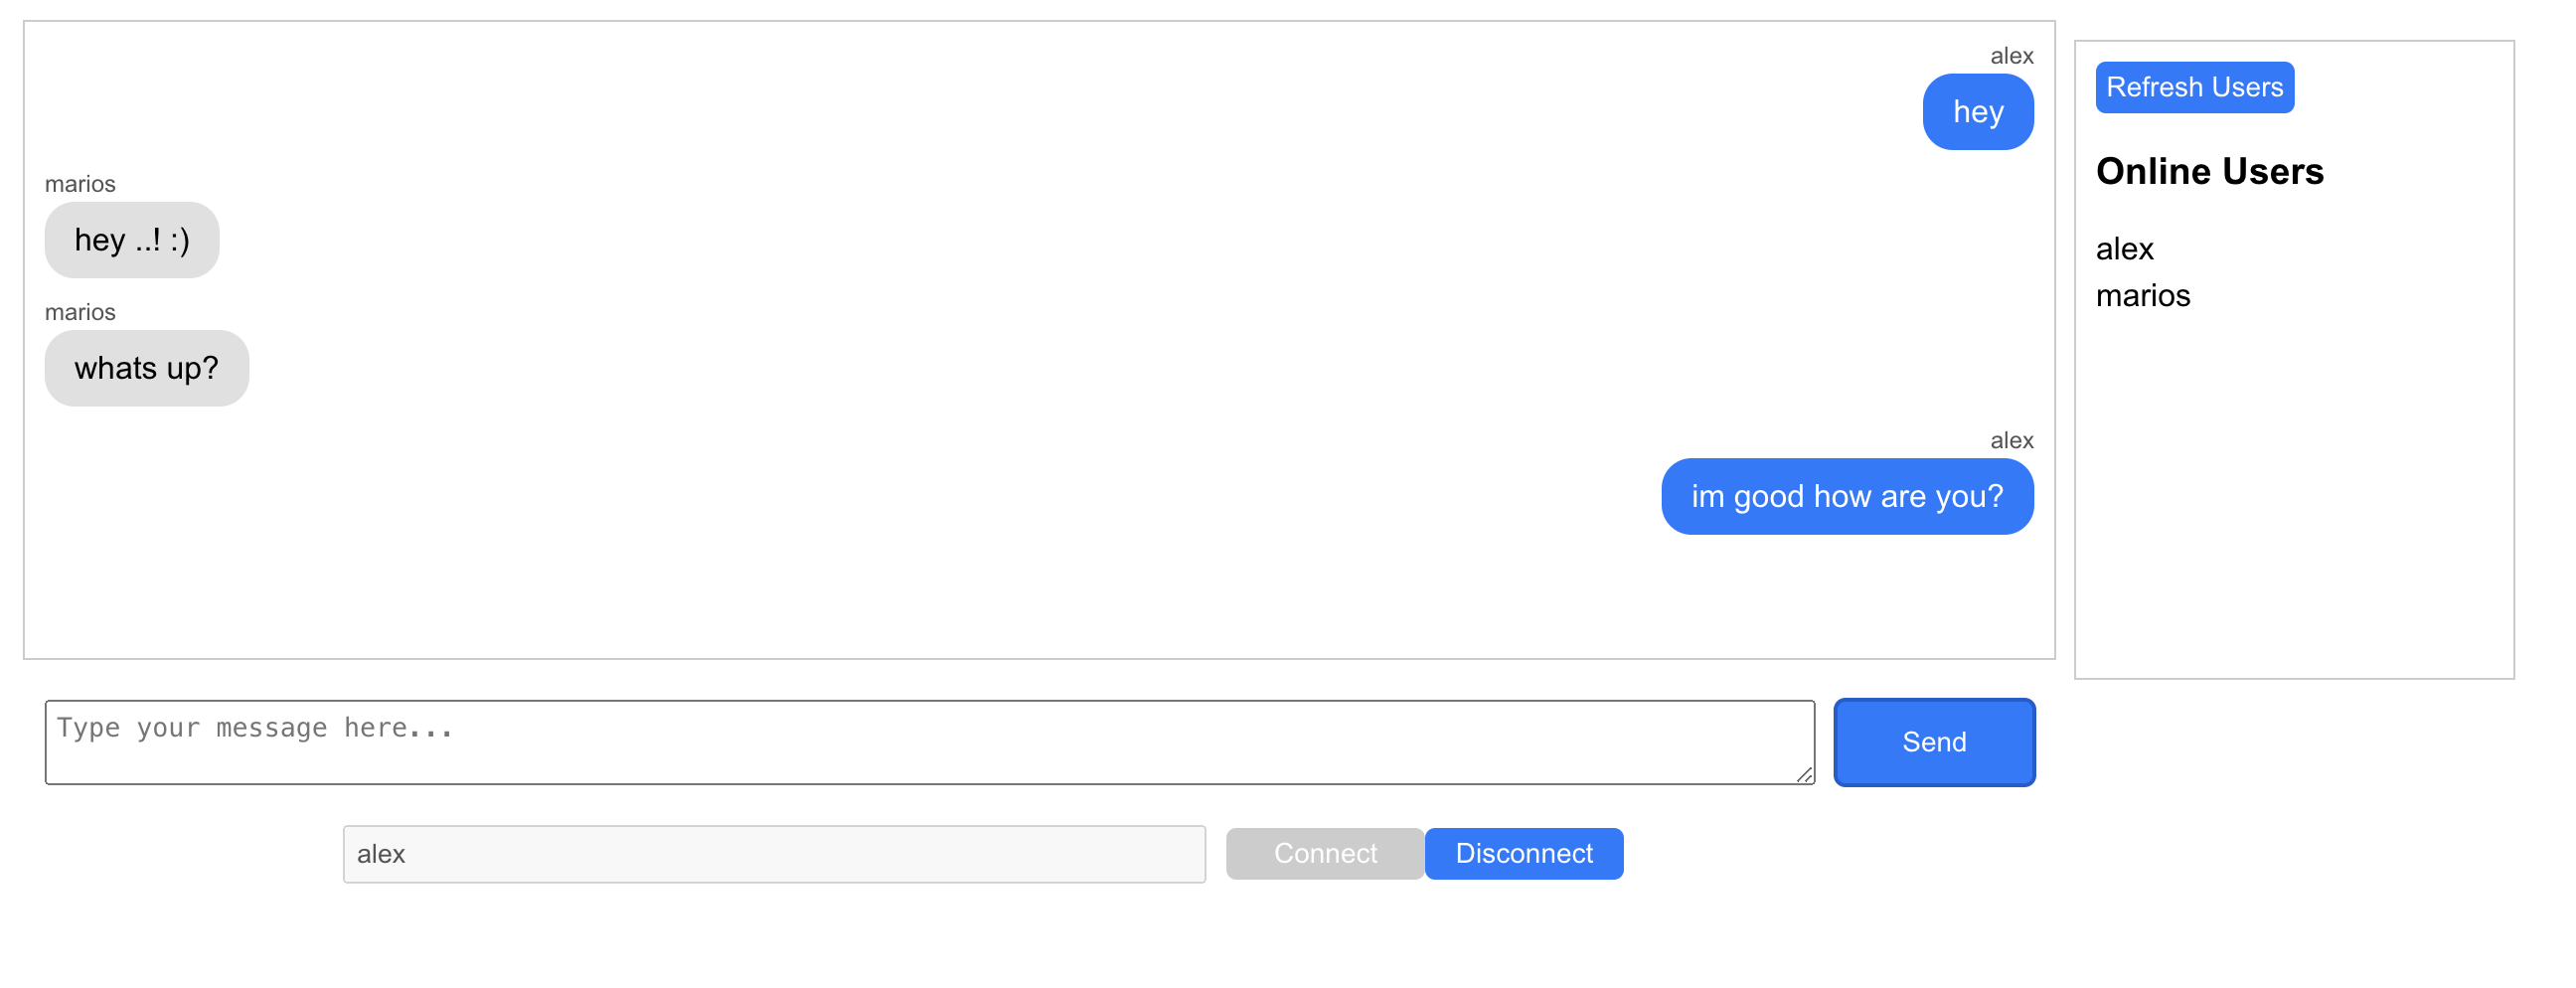 alex
hey
marios
hey ..! :)
marios
whats up?
alex
im good how are you?
Refresh Users
Online Users
alex
marios
Type your message here...
Send
alex
Connect
Disconnect